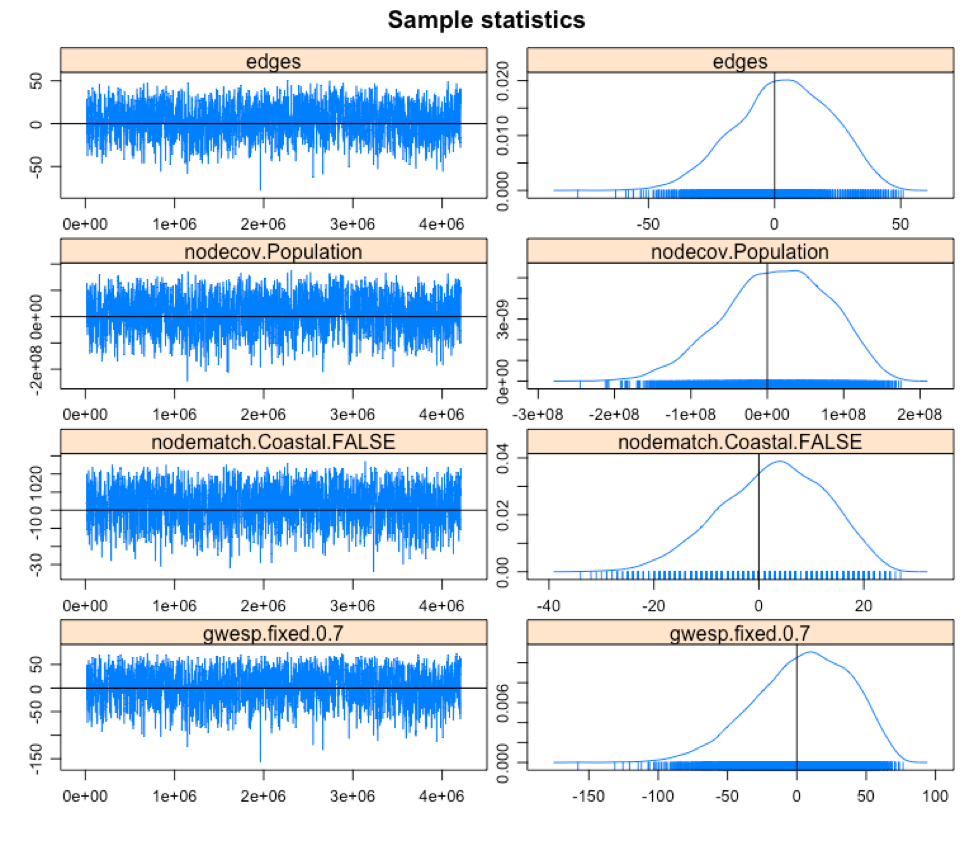 Sample statistics
edges edges
50
0
-50
0e+00 1e+06 2e+06 3e+06 4e+06
0.020
0.010
0.000
-50 0 50
nodecov.Population nodecov.Population
0e+00
-2e+08
0e+00 1e+06 2e+06 3e+06 4e+06
3e-09
0e+00
-3e+08 -2e+08 -1e+08 0e+00 1e+08 2e+08
nodematch.Coastal.FALSE nodematch.Coastal.FALSE
20
10
0
-10
-30
0e+00 1e+06 2e+06 3e+06 4e+06
0.04
0.02
0.00
-40 -20 0 20
gwesp.fixed.0.7 gwesp.fixed.0.7
50
0
-50
-150
0e+00 1e+06 2e+06 3e+06 4e+06
0.006
0.000
-150 -100 -50 0 50 100